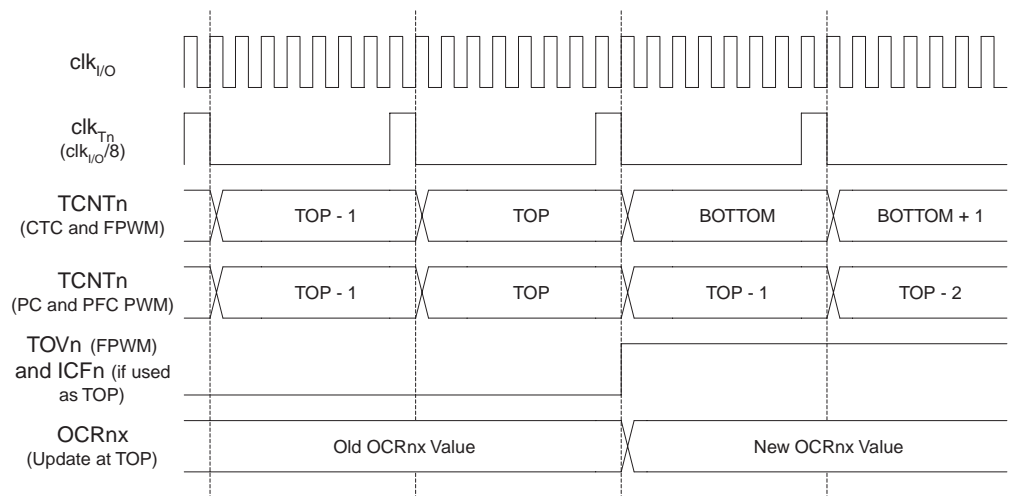 clkI/O
clkTn
(clkI/O/8)
TCNTn
(CTC and FPWM)
TOP - 1
TOP
BOTTOM
BOTTOM + 1
TCNTn
(PC and PFC PWM)
TOP - 1
TOP
TOP - 1
TOP - 2
TOVn (FPWM)
and ICFn (if used
as TOP)
OCRnx
(Update at TOP)
Old OCRnx Value
New OCRnx Value